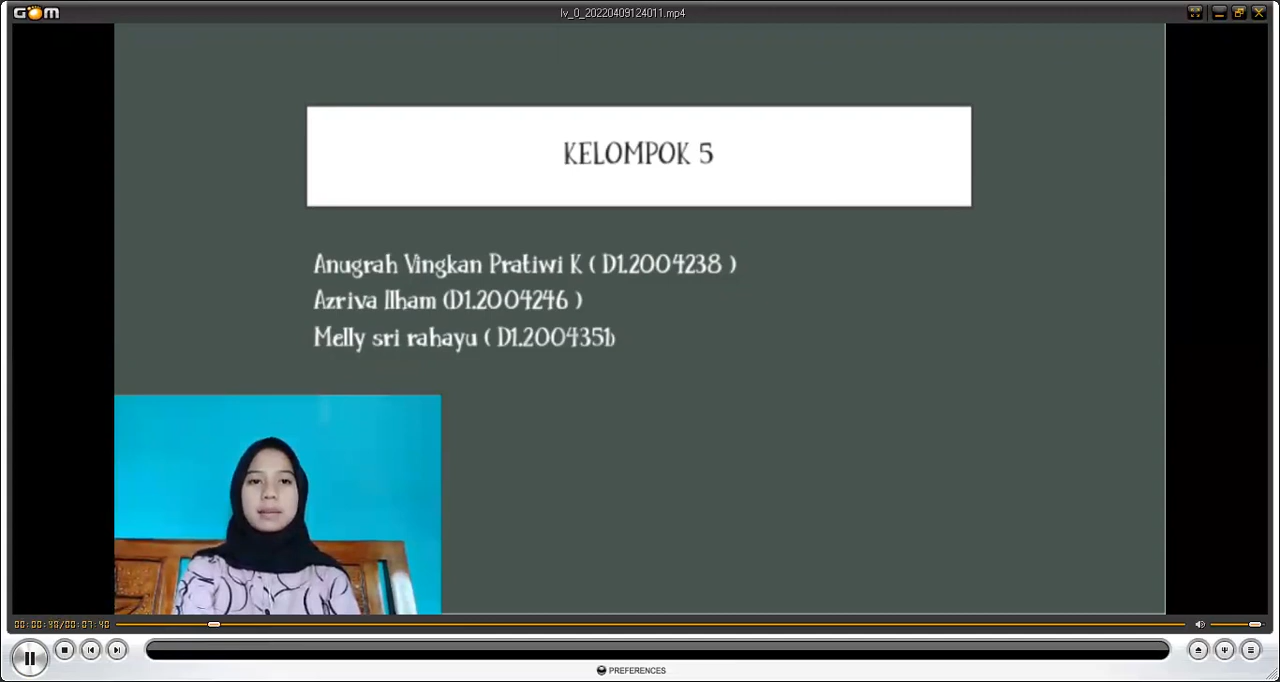 GOM
lv_0_20220409124011.mp4
KELOMPOK 5
Anugrah Vingkan Pratiwi K ( D1.2004238 )
Azriva Ilham (D1.2004246 )
Melly sri rahayu ( D1.2004351)
PREFERENCES